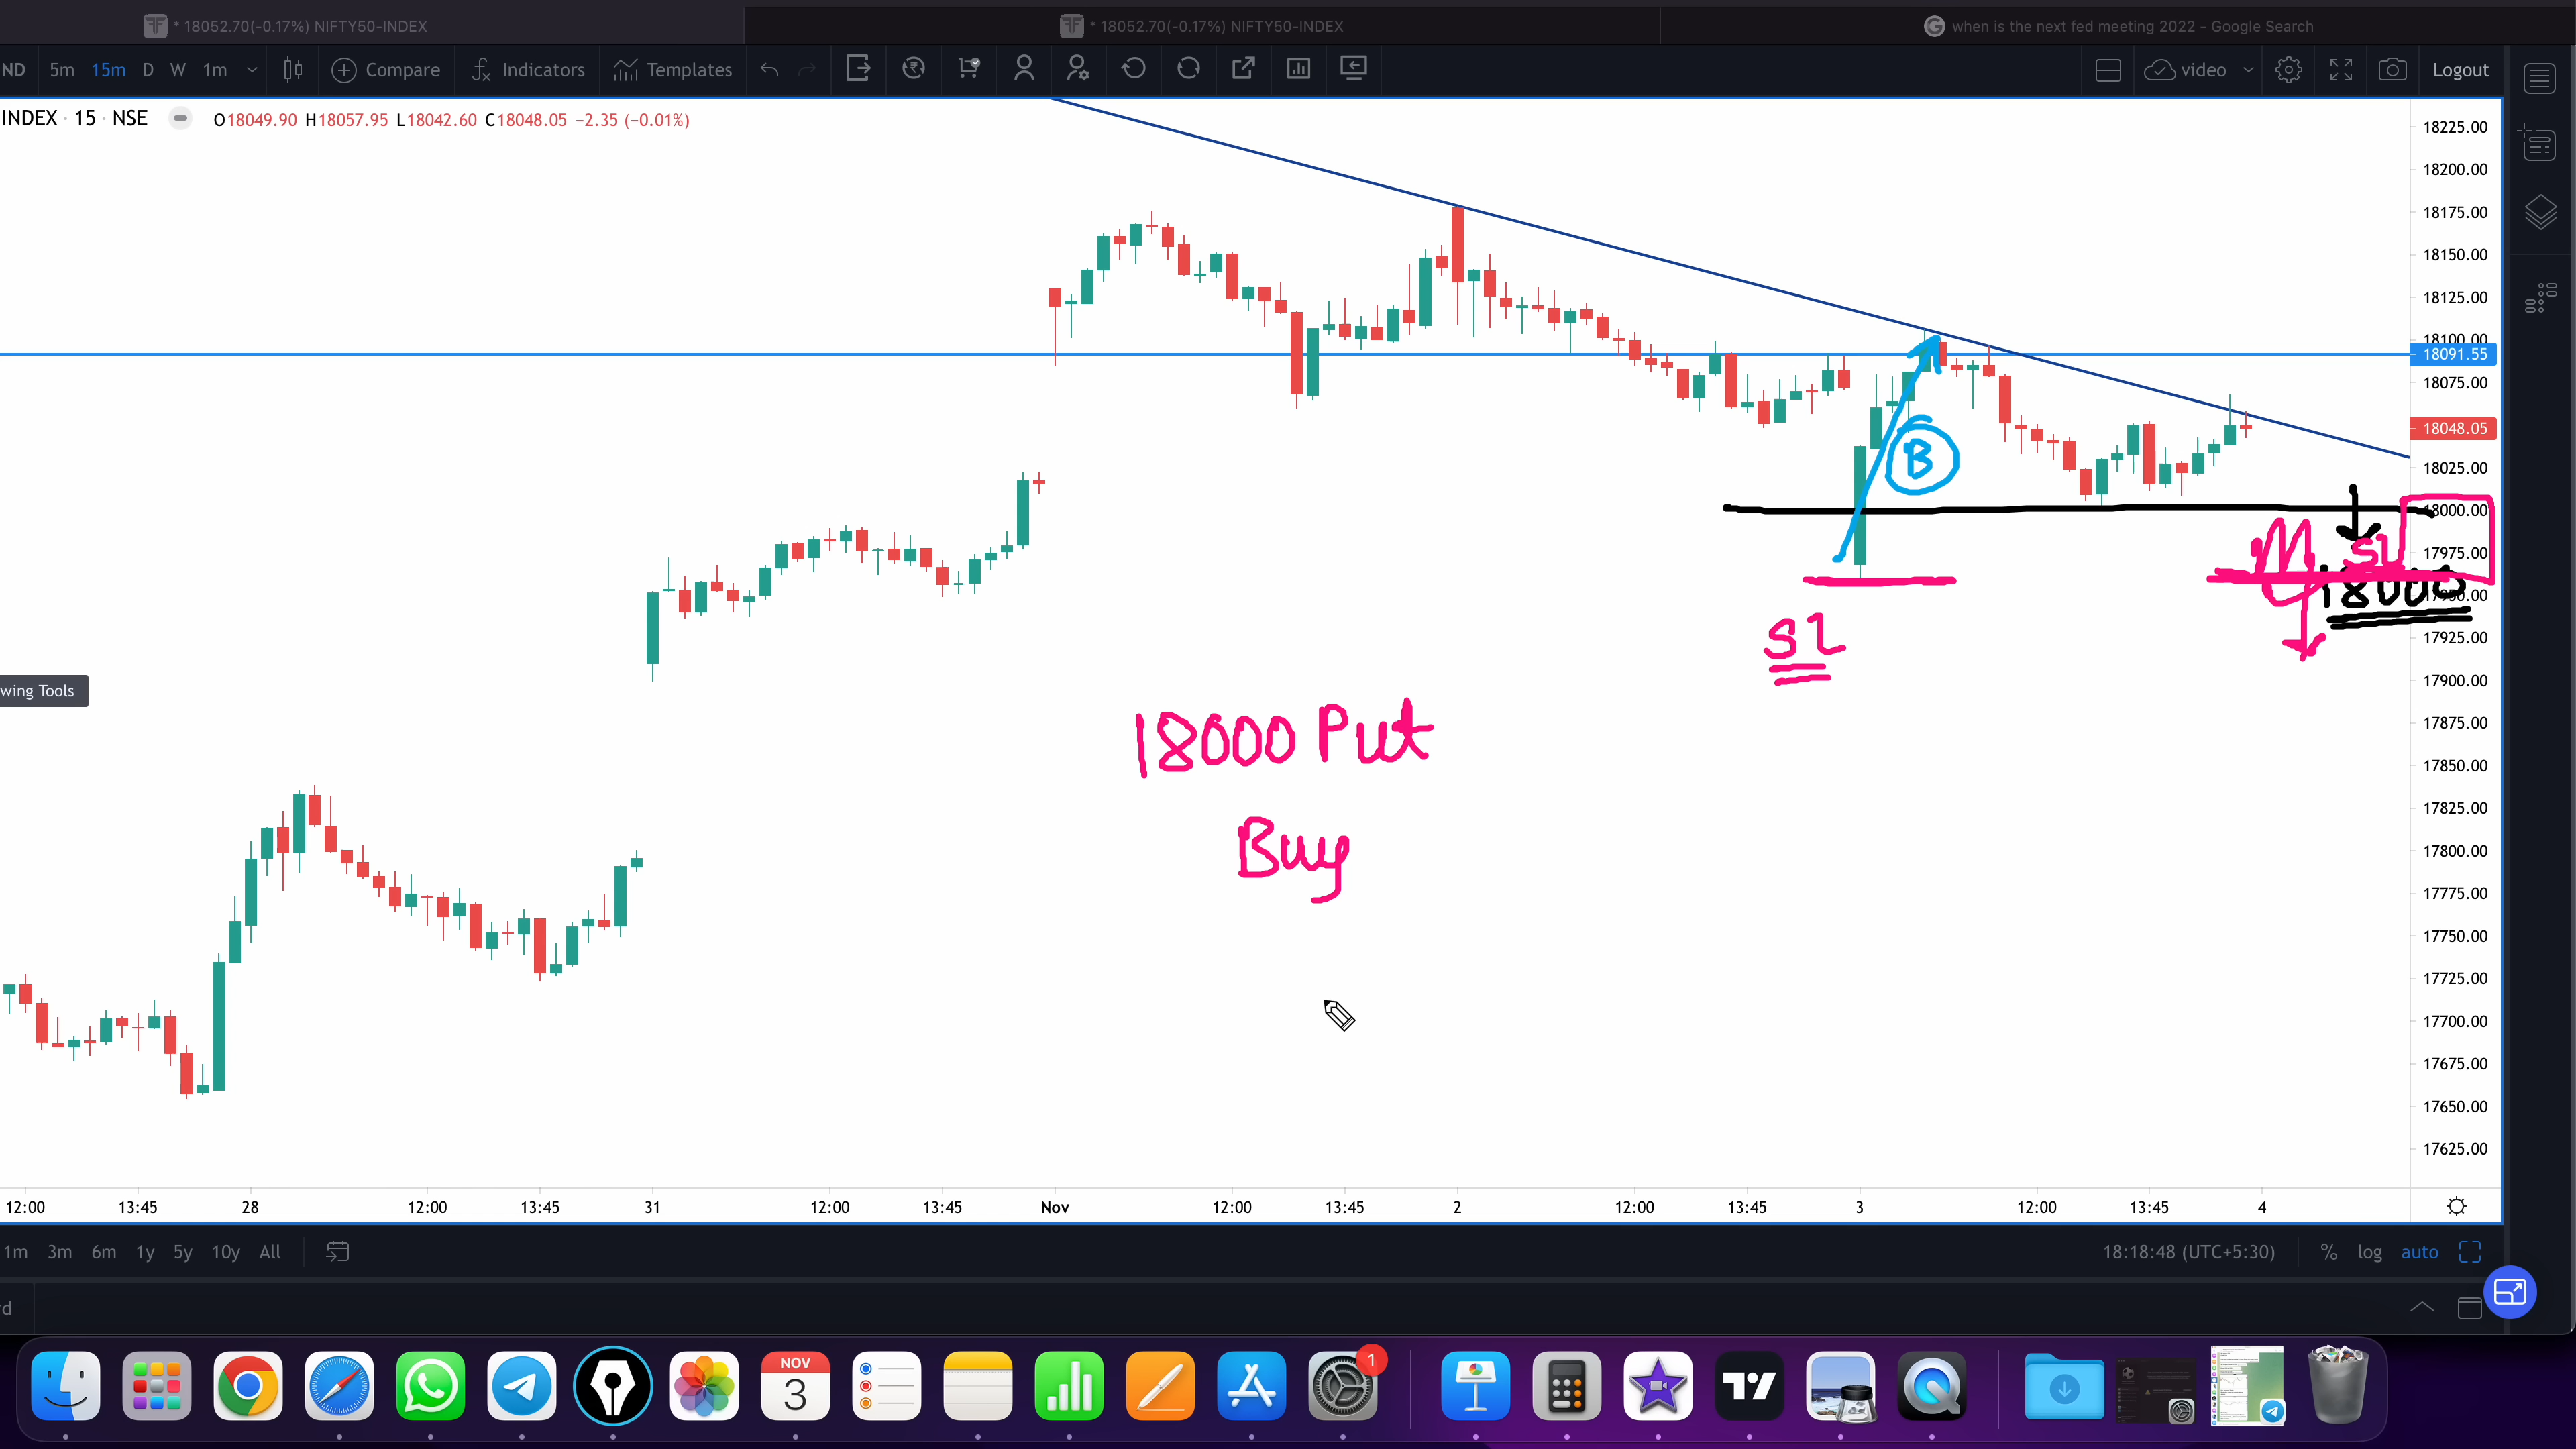 * 18052.70(-0.17%) NIFTY50-INDEX
* 18052.70(-0.17%) NIFTY50-INDEX
G when is the next fed meeting 2022 - Google Search
ND 5m 15m D W 1m Compare Indicators Templates video Logout
INDEX · 15 · NSE O18049.90 H18057.95 L18042.60 C18048.05 −2.35 (−0.01%)
18225.00
18200.00
18175.00
18150.00
18125.00
18100.00
18091.55
18075.00
18048.05
18025.00
18000.00
17975.00
17950.00
17925.00
17900.00
17875.00
17850.00
17825.00
17800.00
17775.00
17750.00
17725.00
17700.00
17675.00
17650.00
17625.00
B
SL
18000
SL
wing Tools
18000 Put
Buy
12:00 13:45 28 12:00 13:45 31 12:00 13:45 Nov 12:00 13:45 2 12:00 13:45 3 12:00 13:45 4
1m 3m 6m 1y 5y 10y All 18:18:48 (UTC+5:30) % log auto
d
NOV
3
1